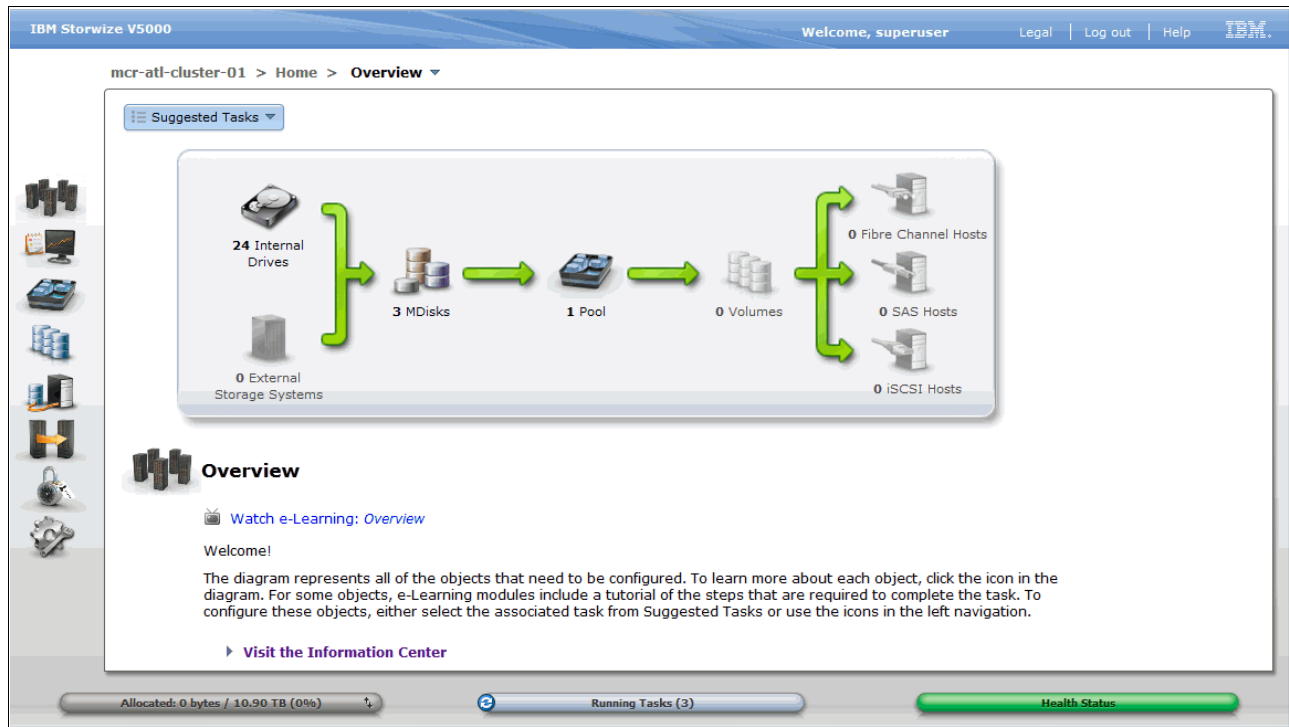 IBM Storwize V5000
Welcome, superuser
Legal | Log out | Help
IBM.
mcr-atl-cluster-01 > Home > Overview
Suggested Tasks
24 Internal
Drives
0 External
Storage Systems
3 MDisks
1 Pool
0 Volumes
0 Fibre Channel Hosts
0 SAS Hosts
0 iSCSI Hosts
Overview
Watch e-Learning: Overview
Welcome!
The diagram represents all of the objects that need to be configured. To learn more about each object, click the icon in the
diagram. For some objects, e-Learning modules include a tutorial of the steps that are required to complete the task. To
configure these objects, either select the associated task from Suggested Tasks or use the icons in the left navigation.
Visit the Information Center
Allocated: 0 bytes / 10.90 TB (0%)
Running Tasks (3)
Health Status